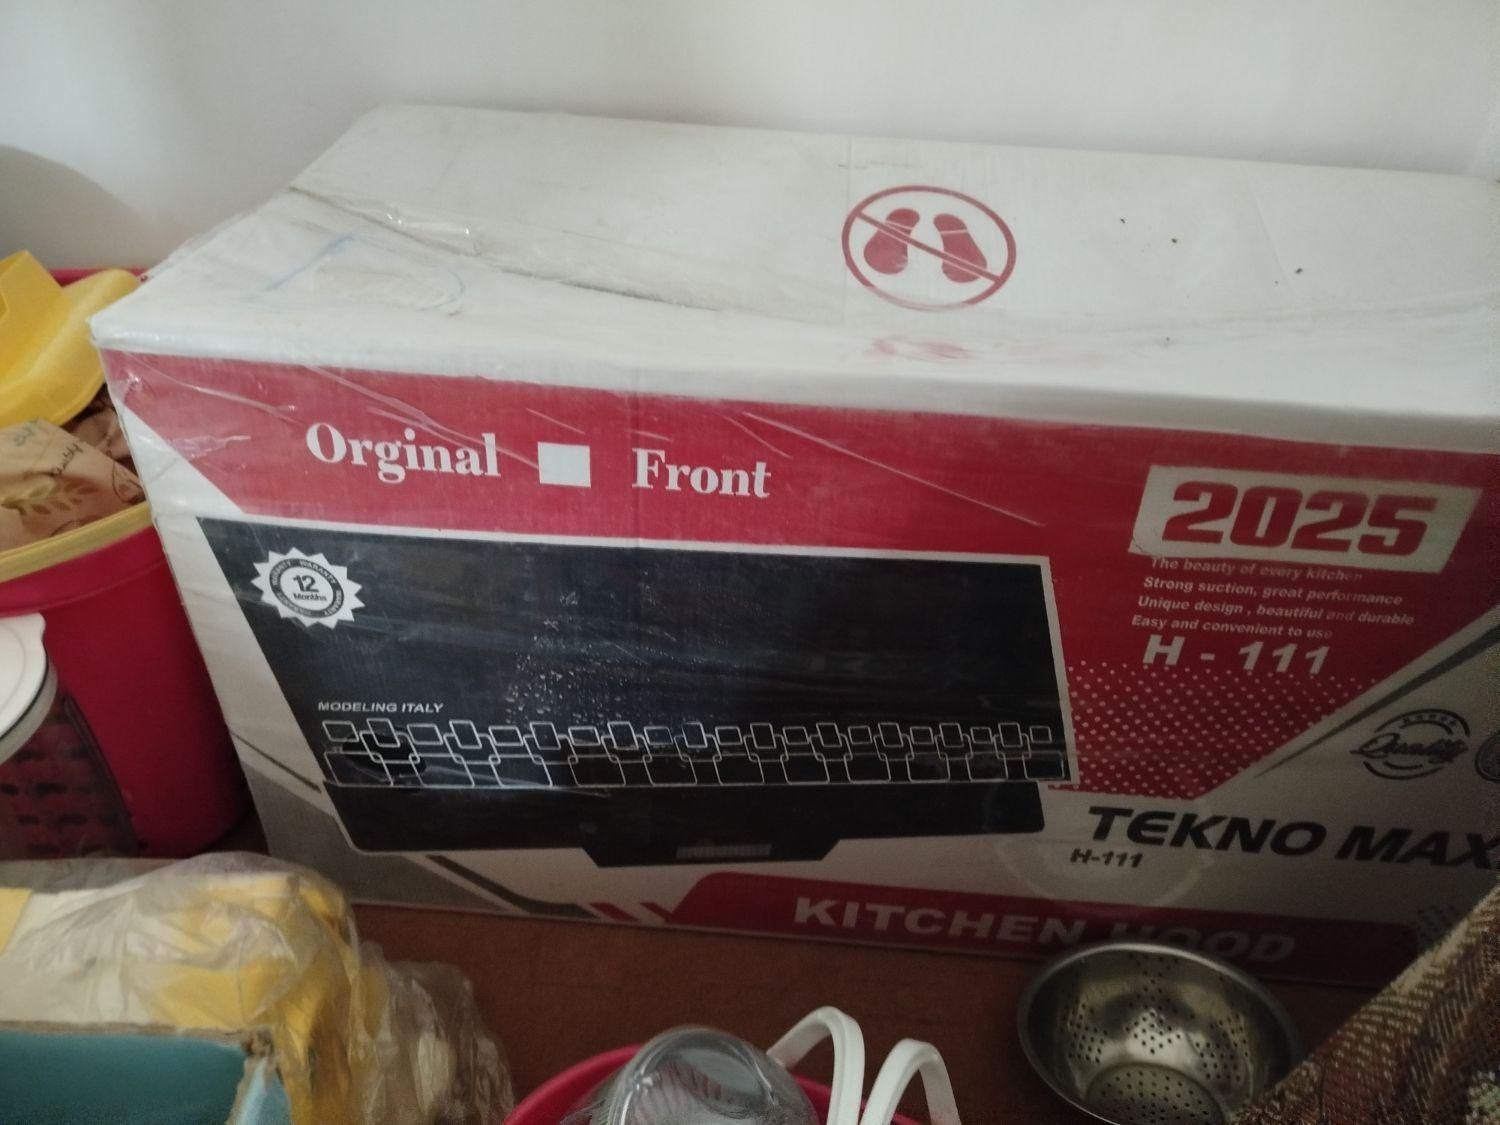 Orginal Front
2025
The beauty of every kitchen
Strong suction, great performance
Unique design , beautiful and durable
Easy and convenient to use
H - 111
WARRANTY
12
Months
MODELING ITALY
Quality
TEKNO MAX
H-111
KITCHEN HOOD